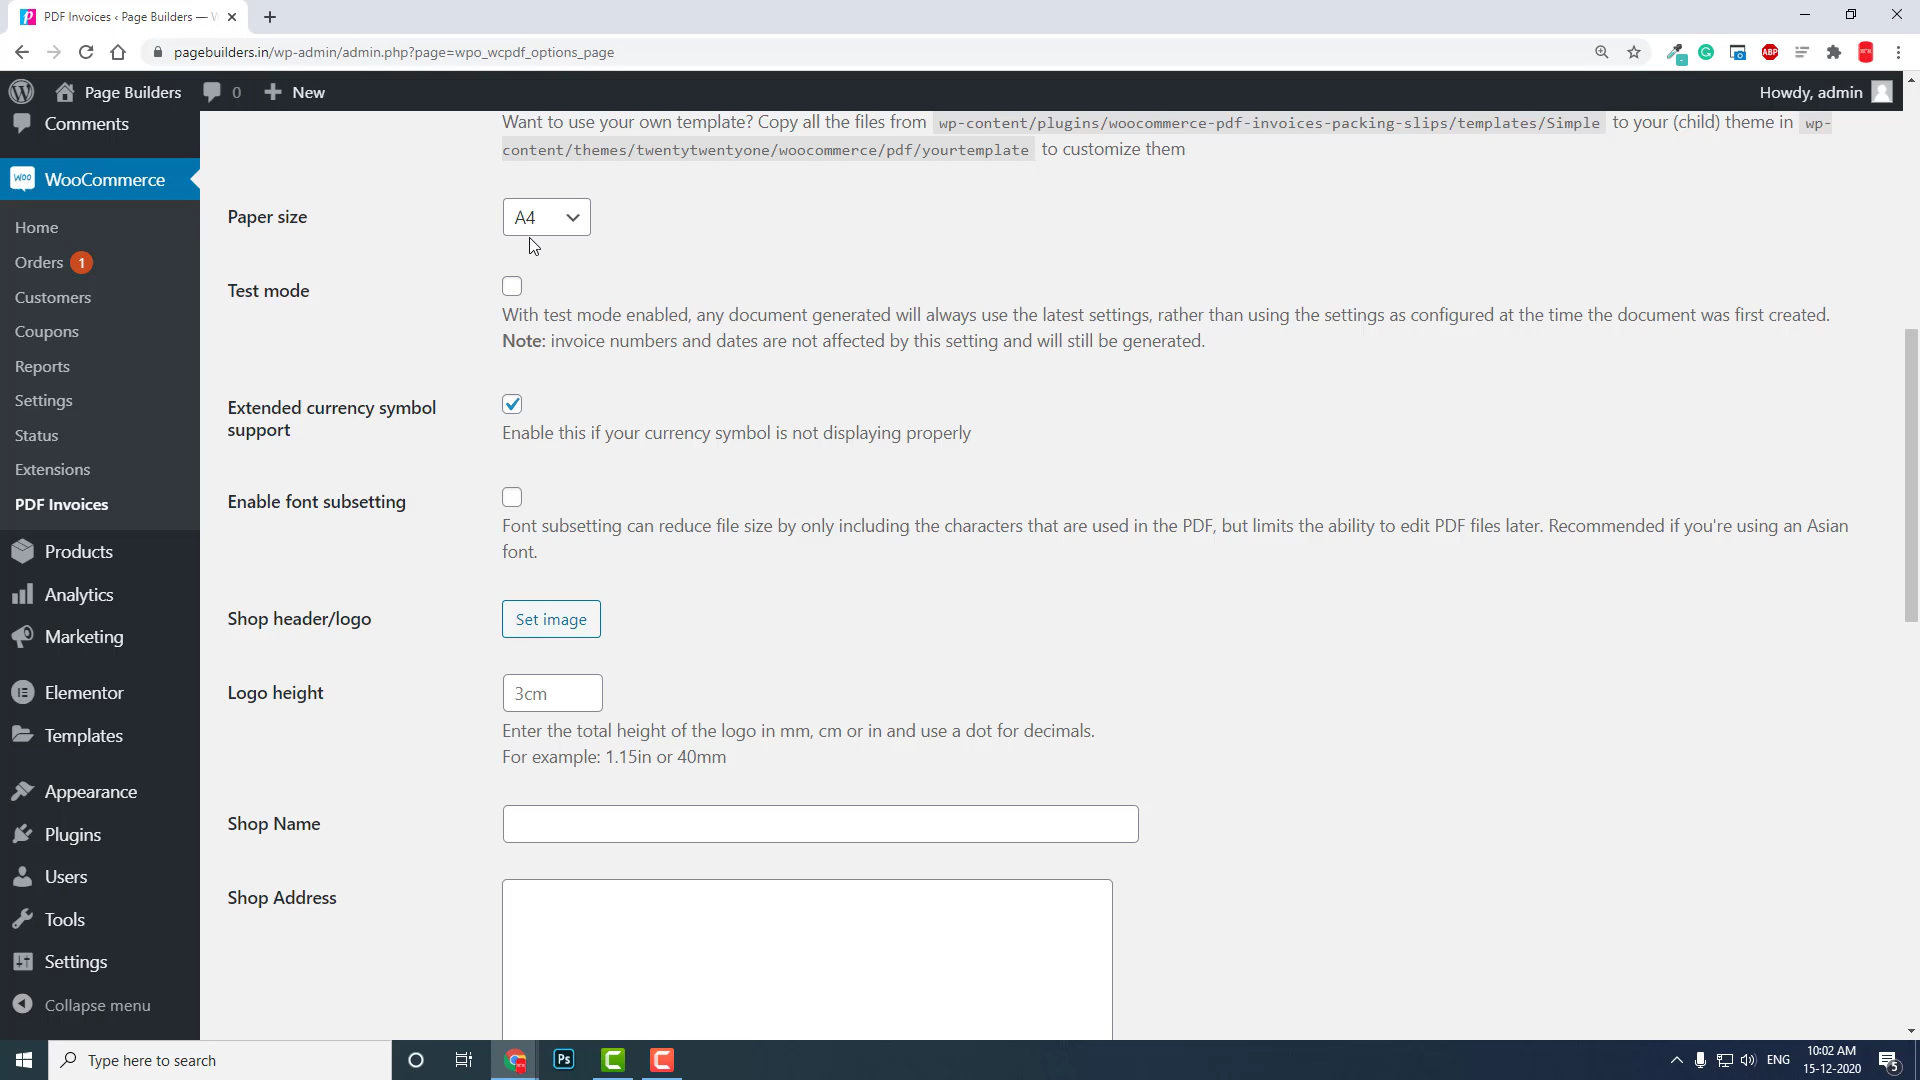 PDF Invoices ‹ Page Builders — W
pagebuilders.in/wp-admin/admin.php?page=wpo_wcpdf_options_page
ABP
Page Builders
0
New
Howdy, admin
Comments
WOO
WooCommerce
Home
Orders 1
Customers
Coupons
Reports
Settings
Status
Extensions
PDF Invoices
Products
Analytics
Marketing
Elementor
Templates
Appearance
Plugins
Users
Tools
Settings
Collapse menu
Want to use your own template? Copy all the files from wp-content/plugins/woocommerce-pdf-invoices-packing-slips/templates/Simple to your (child) theme in wp-
content/themes/twentytwentyone/woocommerce/pdf/yourtemplate to customize them
Paper size
A4
Test mode
With test mode enabled, any document generated will always use the latest settings, rather than using the settings as configured at the time the document was first created.
Note: invoice numbers and dates are not affected by this setting and will still be generated.
Extended currency symbol
support
Enable this if your currency symbol is not displaying properly
Enable font subsetting
Font subsetting can reduce file size by only including the characters that are used in the PDF, but limits the ability to edit PDF files later. Recommended if you're using an Asian
font.
Shop header/logo
Set image
Logo height
3cm
Enter the total height of the logo in mm, cm or in and use a dot for decimals.
For example: 1.15in or 40mm
Shop Name
Shop Address
Type here to search
Ps
ENG
10:02 AM
15-12-2020
5